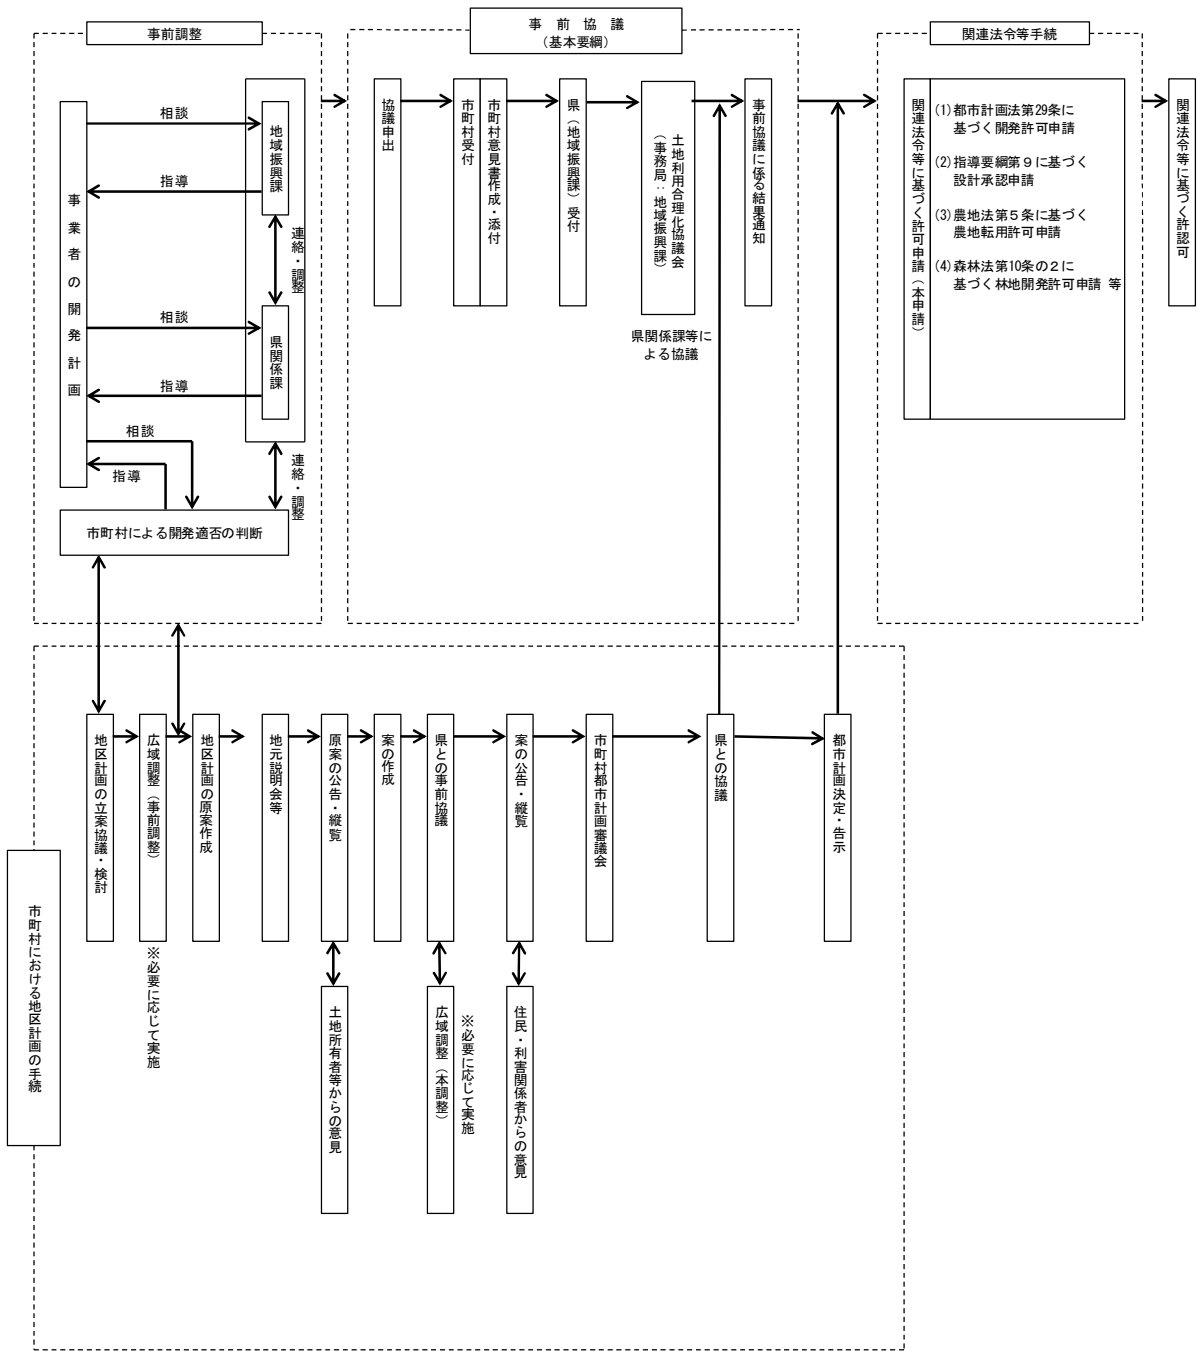 事前調整
事業者の開発計画
相談
指導
地域振興課
連絡・調整
相談
指導
県関係課
相談
指導
連絡・調整
市町村による開発適否の判断
事前協議
（基本要綱）
協議申出
市町村受付
市町村意見書作成・添付
県（地域振興課）受付
土地利用合理化協議会
（事務局：地域振興課）
県関係課等に
よる協議
事前協議に係る結果通知
関連法令等手続
関連法令等に基づく許可申請（本申請）
(1)都市計画法第29条に
基づく開発許可申請
(2)指導要綱第９に基づく
設計承認申請
(3)農地法第５条に基づく
農地転用許可申請
(4)森林法第10条の２に
基づく林地開発許可申請 等
関連法令等に基づく許認可
市町村における地区計画の手続
地区計画の立案協議・検討
広域調整（事前調整）
※必要に応じて実施
地区計画の原案作成
地元説明会等
原案の公告・縦覧
土地所有者等からの意見
案の作成
県との事前協議
広域調整（本調整）
※必要に応じて実施
案の公告・縦覧
住民・利害関係者からの意見
市町村都市計画審議会
県との協議
都市計画決定・告示